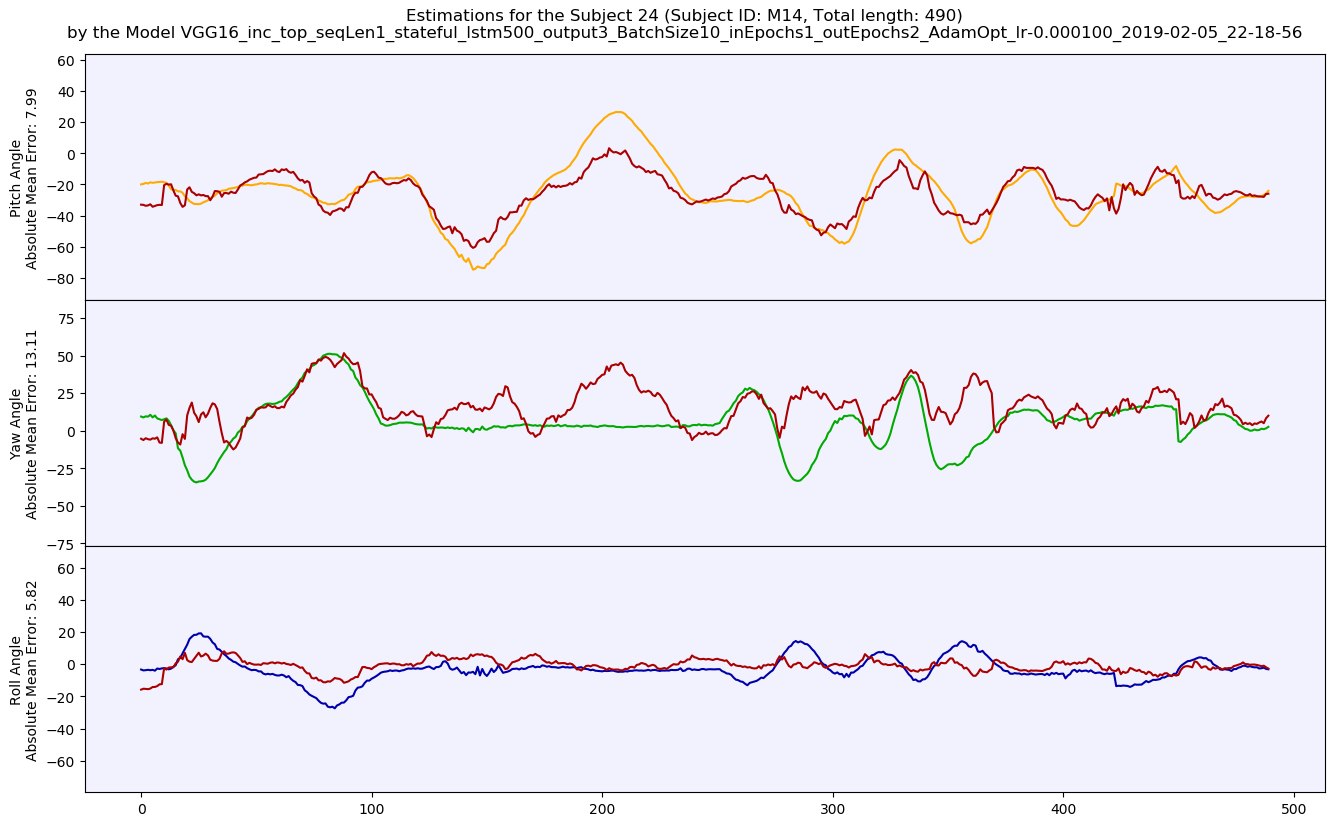 Estimations for the Subject 24 (Subject ID: M14, Total length: 490)
by the Model VGG16_inc_top_seqLen1_stateful_lstm500_output3_BatchSize10_inEpochs1_outEpochs2_AdamOpt_lr-0.000100_2019-02-05_22-18-56
Pitch Angle
Absolute Mean Error: 7.99
60
40
20
0
−20
−40
−60
−80
Yaw Angle
Absolute Mean Error: 13.11
75
50
25
0
−25
−50
−75
Roll Angle
Absolute Mean Error: 5.82
60
40
20
0
−20
−40
−60
0 100 200 300 400 500